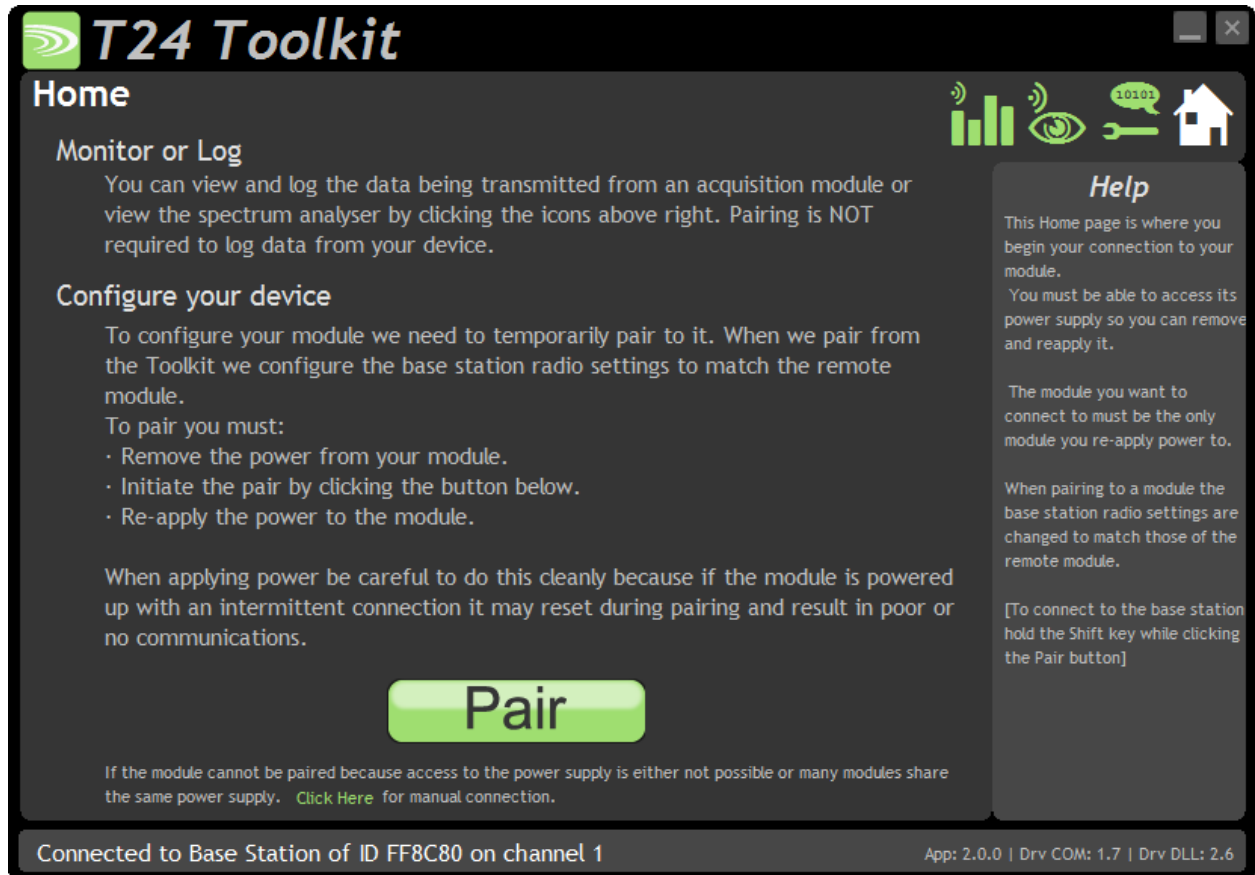 T24 Toolkit
Home
10101
Monitor or Log
You can view and log the data being transmitted from an acquisition module or
view the spectrum analyser by clicking the icons above right. Pairing is NOT
required to log data from your device.
Configure your device
To configure your module we need to temporarily pair to it. When we pair from
the Toolkit we configure the base station radio settings to match the remote
module.
To pair you must:
· Remove the power from your module.
· Initiate the pair by clicking the button below.
· Re-apply the power to the module.
When applying power be careful to do this cleanly because if the module is powered
up with an intermittent connection it may reset during pairing and result in poor or
no communications.
Pair
If the module cannot be paired because access to the power supply is either not possible or many modules share
the same power supply. Click Here for manual connection.
Help
This Home page is where you
begin your connection to your
module.
You must be able to access its
power supply so you can remove
and reapply it.
The module you want to
connect to must be the only
module you re-apply power to.
When pairing to a module the
base station radio settings are
changed to match those of the
remote module.
[To connect to the base station
hold the Shift key while clicking
the Pair button]
Connected to Base Station of ID FF8C80 on channel 1
App: 2.0.0 | Drv COM: 1.7 | Drv DLL: 2.6